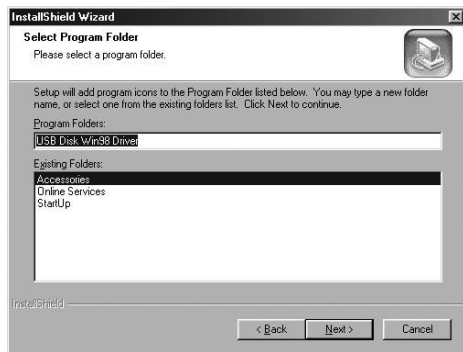 InstallShield Wizard
Select Program Folder
Please select a program folder.
Setup will add program icons to the Program Folder listed below. You may type a new folder
name, or select one from the existing folders list. Click Next to continue.
Program Folders:
USB Disk Win98 Driver
Existing Folders:
Accessories
Online Services
StartUp
InstallShield
< Back
Next >
Cancel